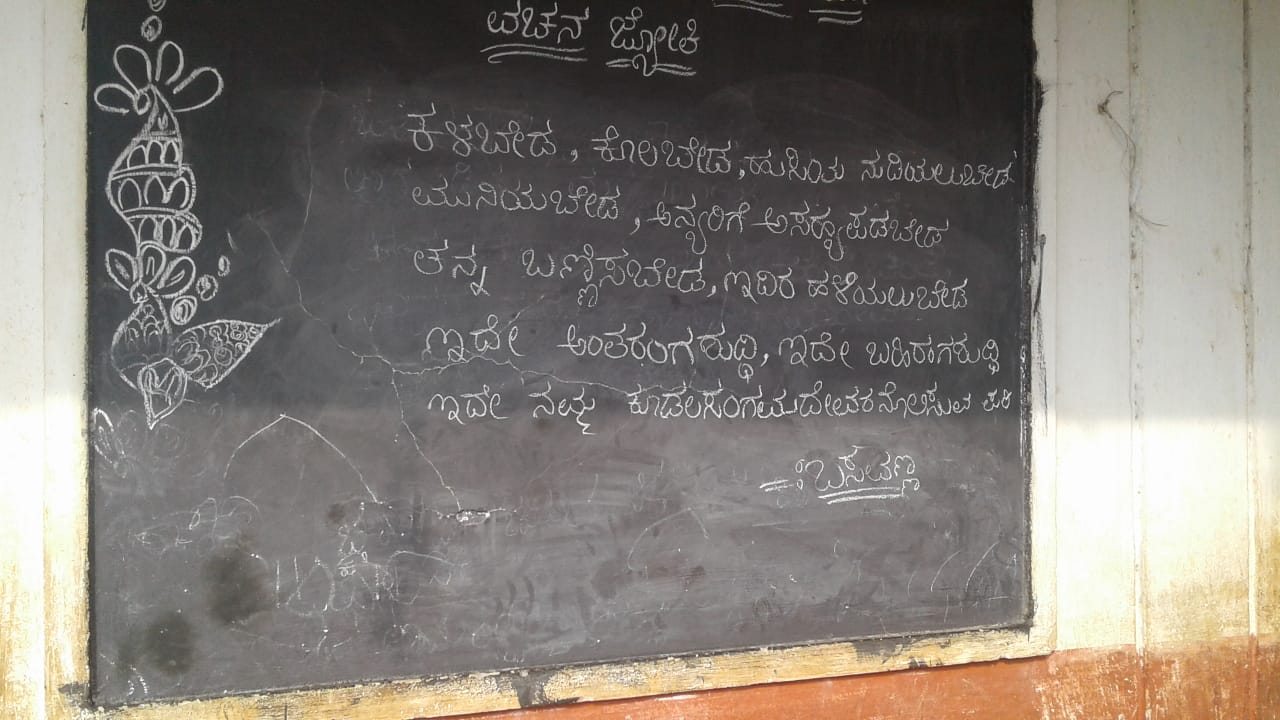 ವಚನ ಜ್ಯೋತಿ
ಕಳಬೇಡ, ಕೊಲಬೇಡ, ಹುಸಿಂತು ನುಡಿಯಲುಬೇಡ
ಮುನಿಯಬೇಡ, ಅನ್ಯರಿಗೆ ಅಸಹ್ಯಪಡಬೇಡ
ತನ್ನ ಬಣ್ಣಿಸಬೇಡ, ಇದಿರ ಹಳಿಯಲುಬೇಡ
ಇದೇ ಅಂತರಂಗಶುದ್ಧಿ, ಇದೇ ಬಹಿರಂಗಶುದ್ಧಿ
ಇದೇ ನಮ್ಮ ಕೂಡಲಸಂಗಮದೇವರನೊಲಿಸುವ ಪರಿ
-: ಬಸವಣ್ಣ